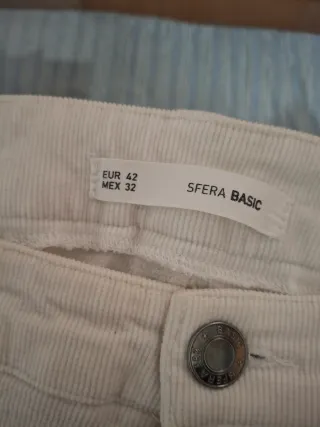 EUR 42
MEX 32
SFERA BASIC